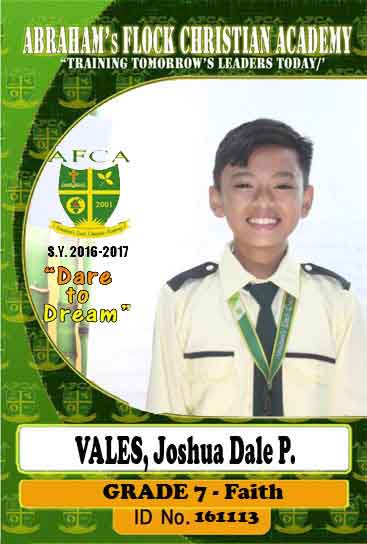 ABRAHAM's FLOCK CHRISTIAN ACADEMY
“TRAINING TOMORROW'S LEADERS TODAY/'
AFCA
2001
S.Y. 2016-2017
“Dare
to
Dream”
VALES, Joshua Dale P.
GRADE 7 - Faith
ID No. 161113